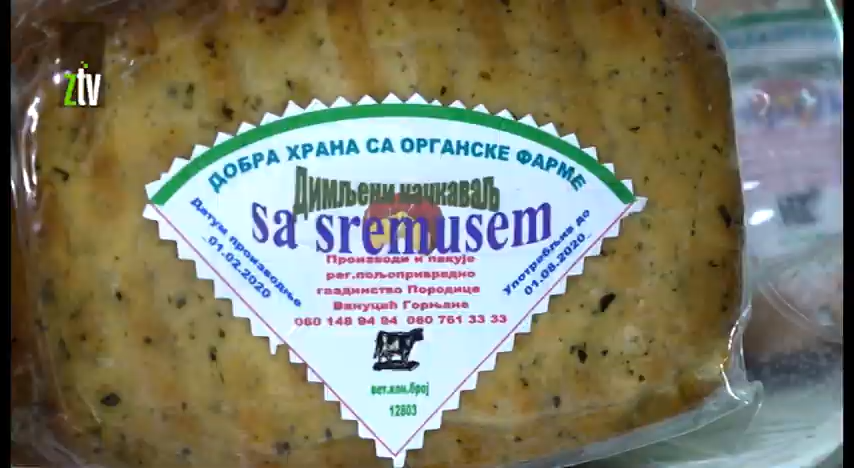 ztv
ДОБРА ХРАНА СА ОРГАНСКЕ ФАРМЕ
Димљени качкаваљ
sa sremusem
Датум производње
01.02.2020
Употребљив до
01.08.2020
Производи и пакује
рег.пољопривредно
газдинство Породице
Вануцић Горњане
060 148 94 94 060 761 33 33
вет.кон.број
12803